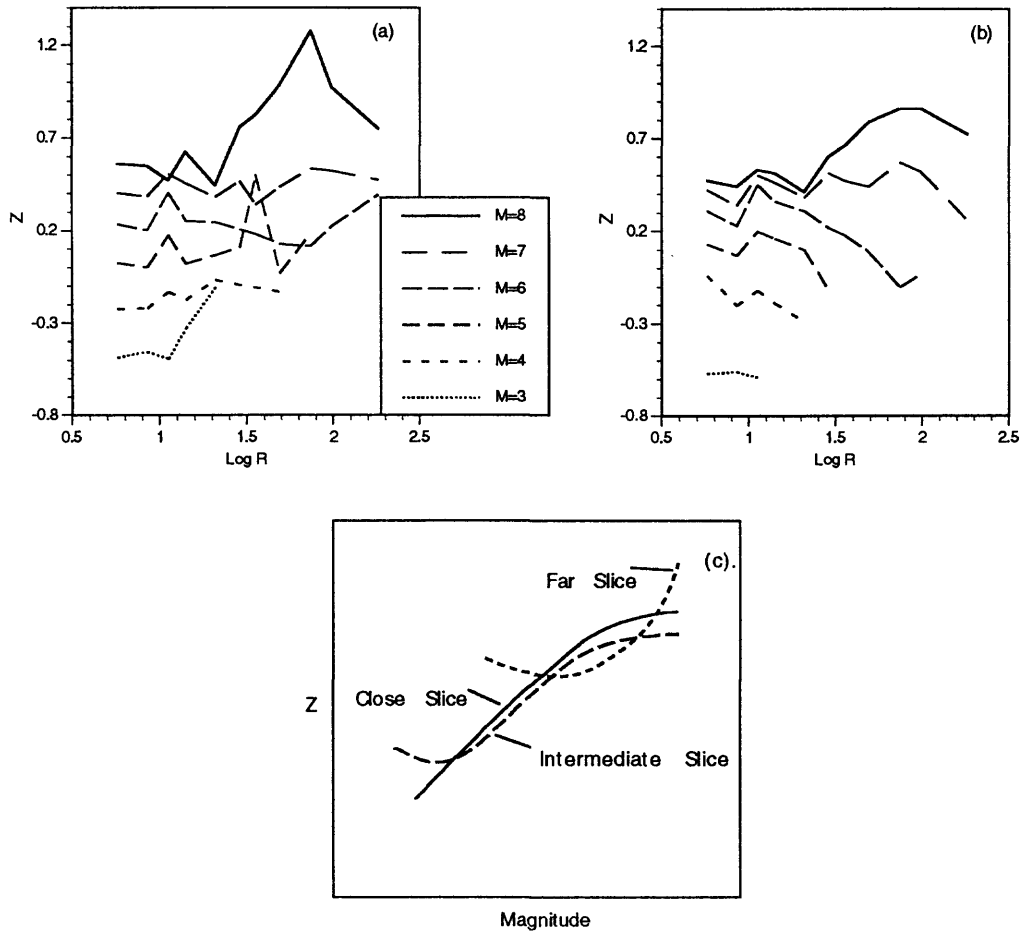 (a)
1.2
0.7
0.2
-0.3
-0.8
Z
0.5
1
1.5
2
2.5
Log R
M=8
M=7
M=6
M=5
M=4
M=3
(b)
1.2
0.7
0.2
-0.3
-0.8
Z
0.5
1
1.5
2
2.5
Log R
(c).
Far Slice
Close Slice
Intermediate Slice
Z
Magnitude